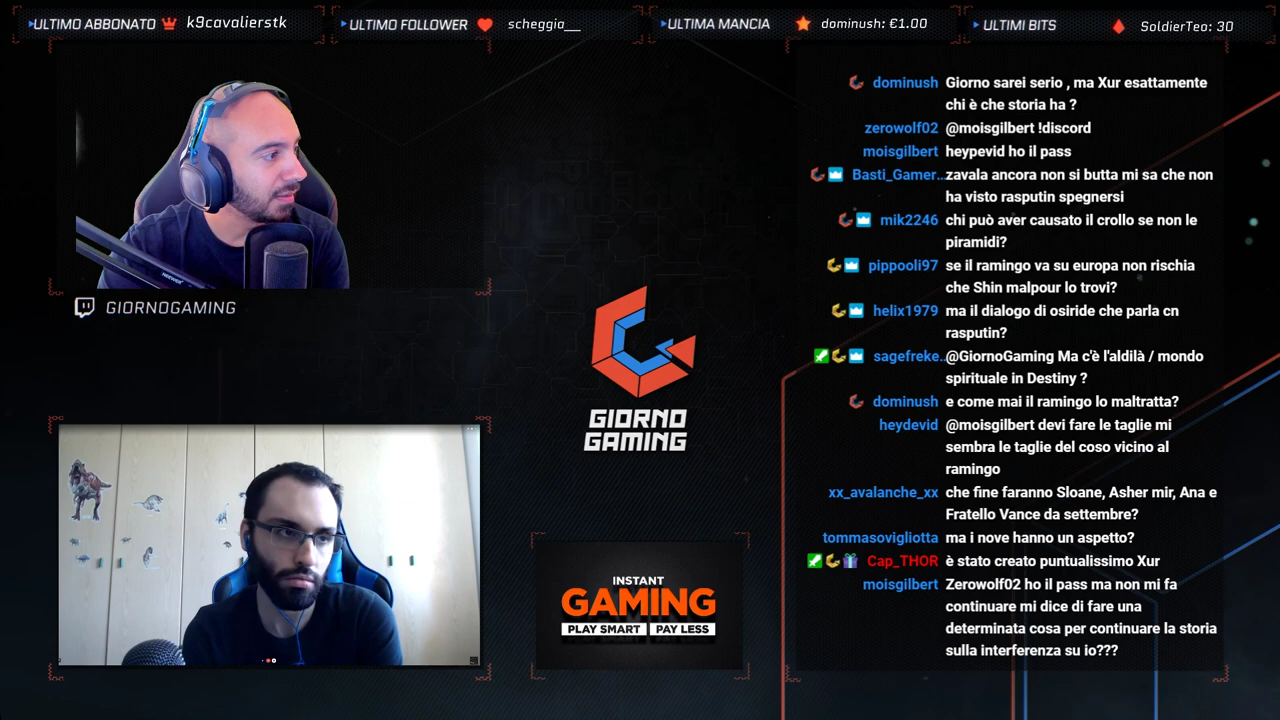 ULTIMO ABBONATO k9cavalierstk
ULTIMO FOLLOWER scheggia__
ULTIMA MANCIA dominush: €1.00
ULTIMI BITS SoldierTea: 30
GIORNOGAMING
GIORNO
GAMING
INSTANT
GAMING
PLAY SMART PAY LESS
dominush Giorno sarei serio , ma Xur esattamente
chi è che storia ha ?
zerowolf02 @moisgilbert !discord
moisgilbert heypevid ho il pass
Basti_Gamer... zavala ancora non si butta mi sa che non
ha visto rasputin spegnersi
mik2246 chi può aver causato il crollo se non le
piramidi?
pippooli97 se il ramingo va su europa non rischia
che Shin malpour lo trovi?
helix1979 ma il dialogo di osiride che parla cn
rasputin?
sagefreke... @GiornoGaming Ma c'è l'aldilà / mondo
spirituale in Destiny ?
dominush e come mai il ramingo lo maltratta?
heydevid @moisgilbert devi fare le taglie mi
sembra le taglie del coso vicino al
ramingo
xx_avalanche_xx che fine faranno Sloane, Asher mir, Ana e
Fratello Vance da settembre?
tommasovigliotta ma i nove hanno un aspetto?
Cap_THOR è stato creato puntualissimo Xur
moisgilbert Zerowolf02 ho il pass ma non mi fa
continuare mi dice di fare una
determinata cosa per continuare la storia
sulla interferenza su io???